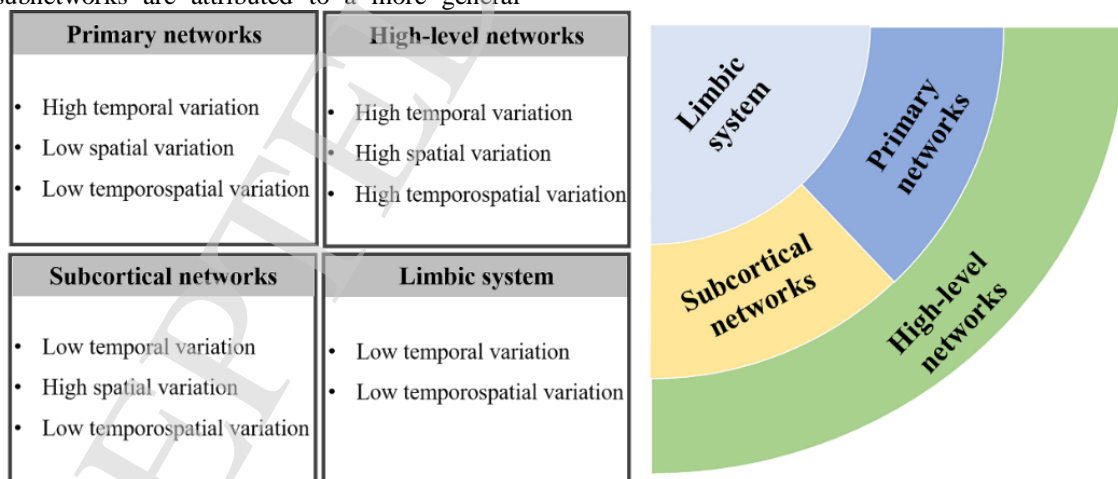 subnetworks are attributed to a more general
Primary networks
• High temporal variation
• Low spatial variation
• Low temporospatial variation
High-level networks
• High temporal variation
• High spatial variation
• High temporospatial variation
Subcortical networks
• Low temporal variation
• High spatial variation
• Low temporospatial variation
Limbic system
• Low temporal variation
• Low temporospatial variation
Limbic
system
Primary
networks
Subcortical
networks
High-level
networks